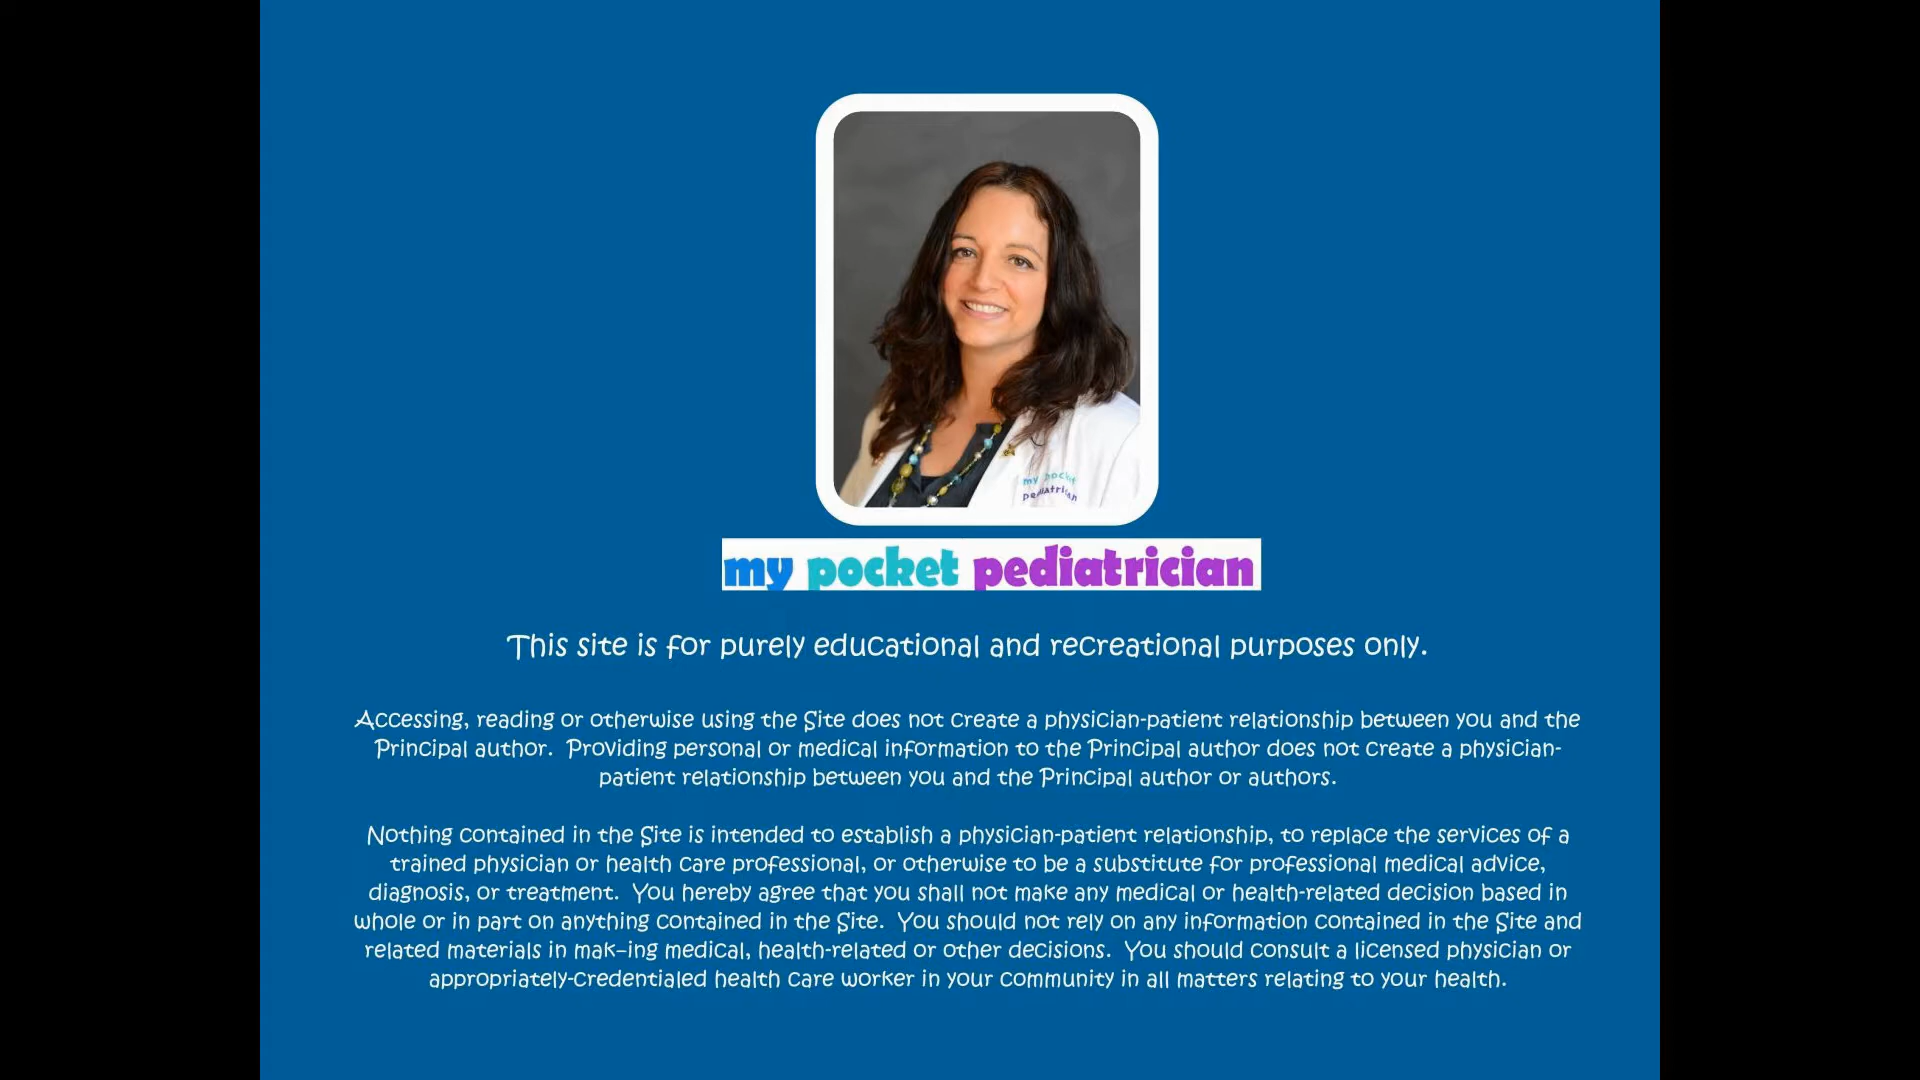 my pocket
pediatrician
my pocket pediatrician
This site is for purely educational and recreational purposes only.
Accessing, reading or otherwise using the Site does not create a physician-patient relationship between you and the
Principal author.  Providing personal or medical information to the Principal author does not create a physician-
patient relationship between you and the Principal author or authors.
Nothing contained in the Site is intended to establish a physician-patient relationship, to replace the services of a
trained physician or health care professional, or otherwise to be a substitute for professional medical advice,
diagnosis, or treatment.  You hereby agree that you shall not make any medical or health-related decision based in
whole or in part on anything contained in the Site.  You should not rely on any information contained in the Site and
related materials in mak–ing medical, health-related or other decisions.  You should consult a licensed physician or
appropriately-credentialed health care worker in your community in all matters relating to your health.